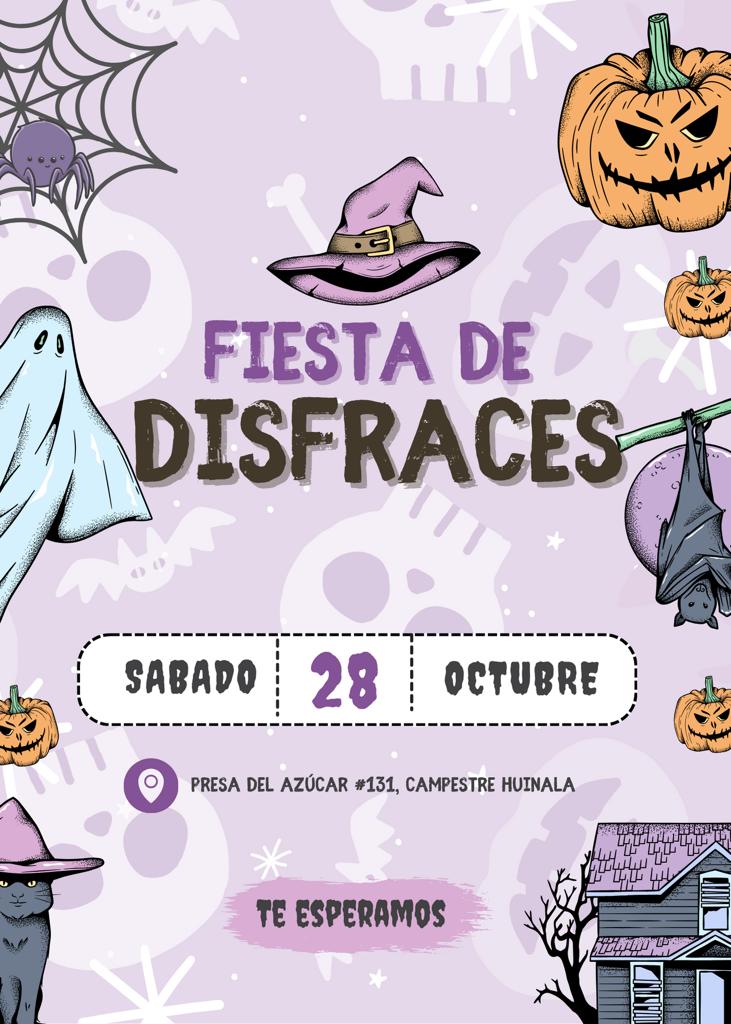 FIESTA DE
DISFRACES
SABADO 28 OCTUBRE
PRESA DEL AZÚCAR #131, CAMPESTRE HUINALA
TE ESPERAMOS